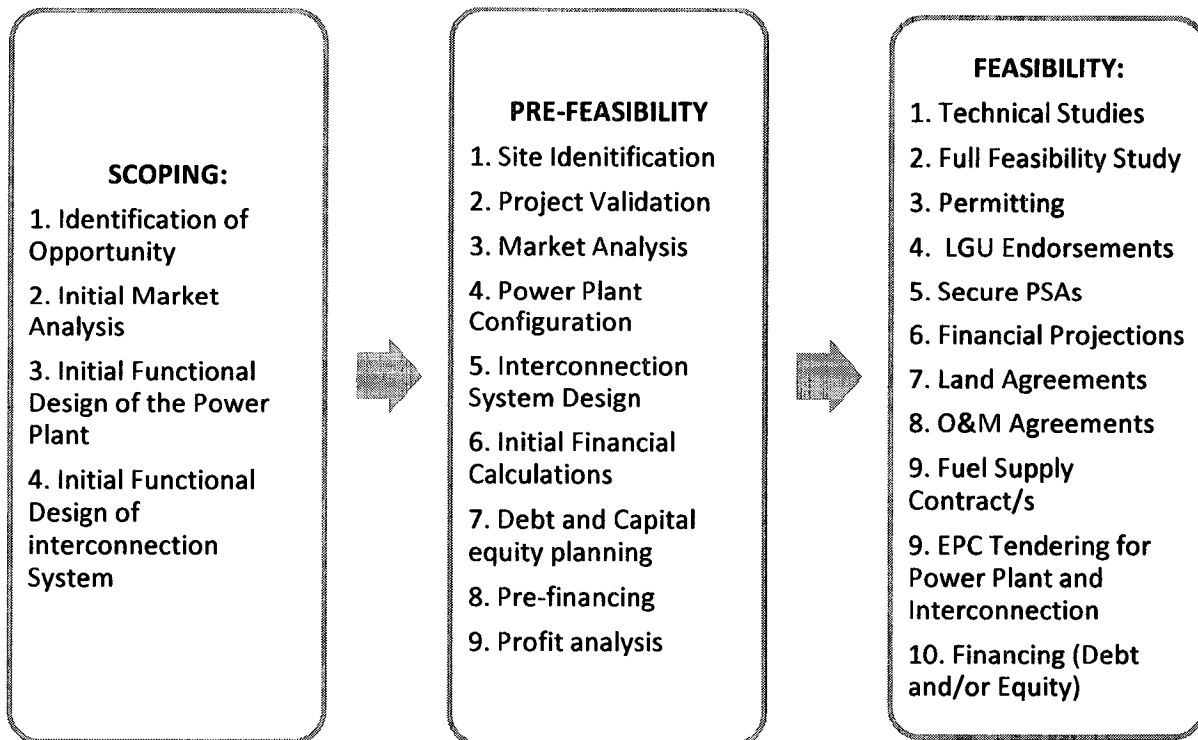 SCOPING:
1. Identification of
Opportunity
2. Initial Market
Analysis
3. Initial Functional
Design of the Power
Plant
4. Initial Functional
Design of
interconnection
System
PRE-FEASIBILITY
1. Site Idenitification
2. Project Validation
3. Market Analysis
4. Power Plant
Configuration
5. Interconnection
System Design
6. Initial Financial
Calculations
7. Debt and Capital
equity planning
8. Pre-financing
9. Profit analysis
FEASIBILITY:
1. Technical Studies
2. Full Feasibility Study
3. Permitting
4. LGU Endorsements
5. Secure PSAs
6. Financial Projections
7. Land Agreements
8. O&M Agreements
9. Fuel Supply
Contract/s
9. EPC Tendering for
Power Plant and
Interconnection
10. Financing (Debt
and/or Equity)